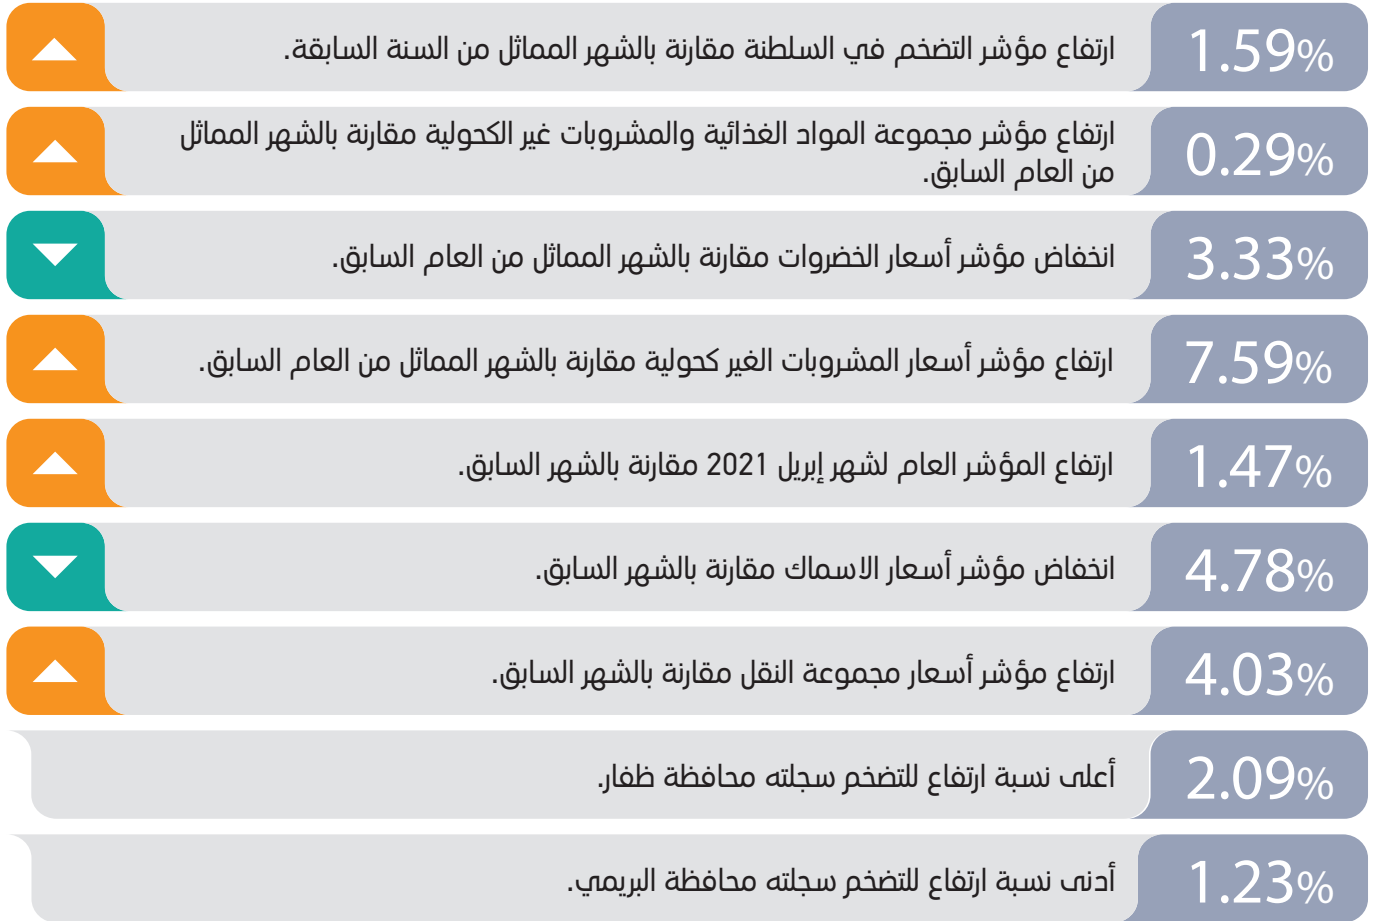 1.59%
ارتفاع مؤشر التضخم في السلطنة مقارنة بالشهر المماثل من السنة السابقة.
0.29%
ارتفاع مؤشر مجموعة المواد الغذائية والمشروبات غير الكحولية مقارنة بالشهر المماثل
من العام السابق.
3.33%
انخفاض مؤشر أسعار الخضروات مقارنة بالشهر المماثل من العام السابق.
7.59%
ارتفاع مؤشر أسعار المشروبات الغير كحولية مقارنة بالشهر المماثل من العام السابق.
1.47%
ارتفاع المؤشر العام لشهر إبريل 2021 مقارنة بالشهر السابق.
4.78%
انخفاض مؤشر أسعار الاسماك مقارنة بالشهر السابق.
4.03%
ارتفاع مؤشر أسعار مجموعة النقل مقارنة بالشهر السابق.
2.09%
أعلى نسبة ارتفاع للتضخم سجلته محافظة ظفار.
1.23%
أدنى نسبة ارتفاع للتضخم سجلته محافظة البريمي.